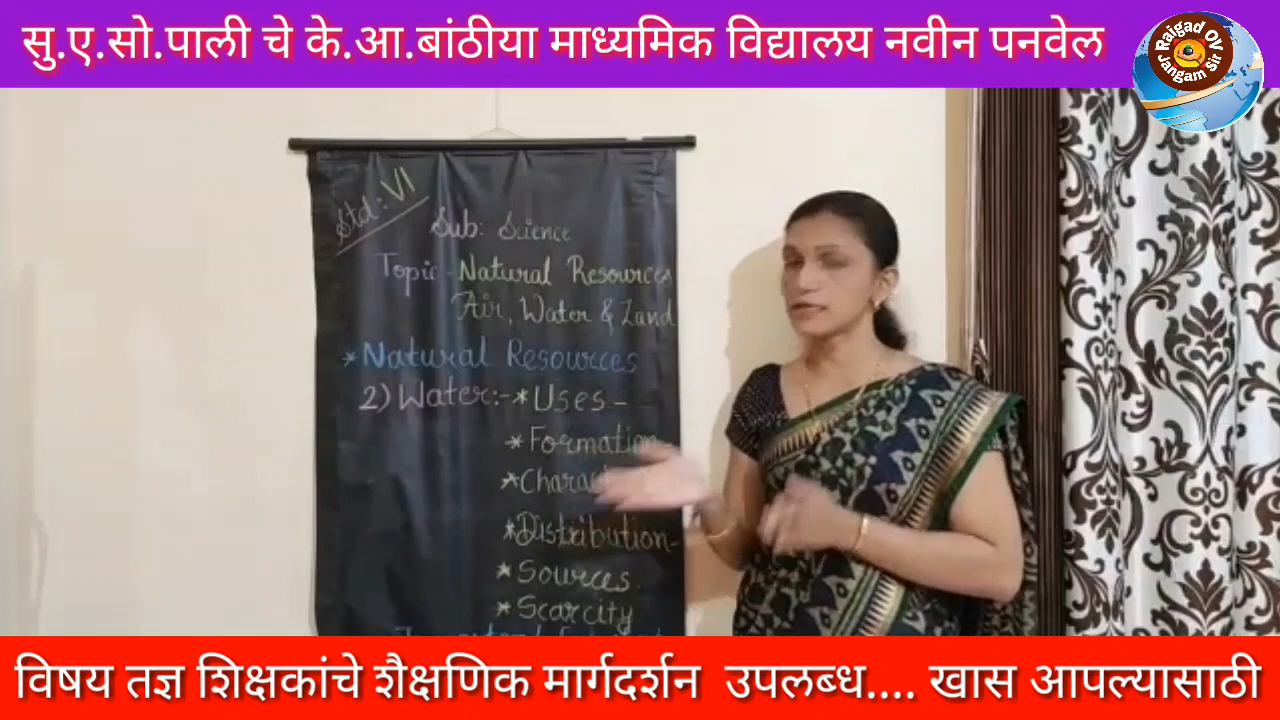 सु.ए.सो.पाली चे के.आ.बांठीया माध्यमिक विद्यालय नवीन पनवेल
Raigad OV
Jangam Sir
Std: VI
Sub: Science
Topic - Natural Resources
Air, Water & Land
* Natural Resources
2) Water:- * Uses -
* Formation -
* Distribution -
* Sources.
* Scarcity
विषय तज्ञ शिक्षकांचे शैक्षणिक मार्गदर्शन उपलब्ध.... खास आपल्यासाठी